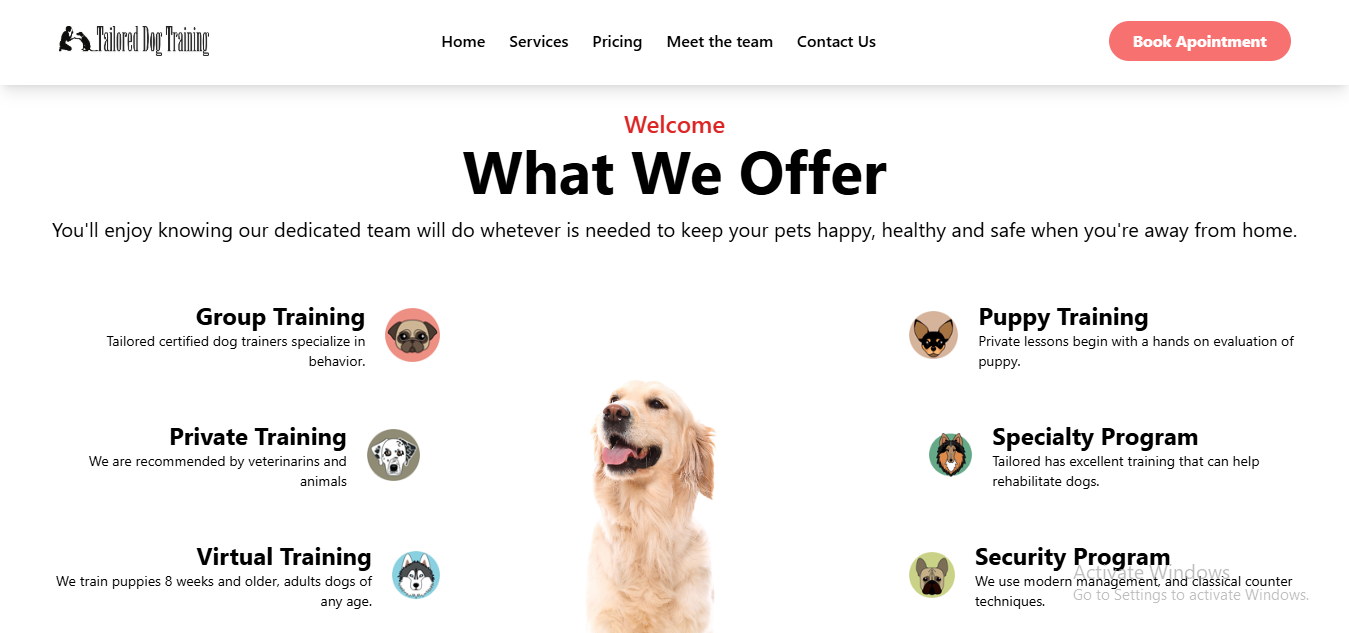 Tailored Dog Training
Home
Services
Pricing
Meet the team
Contact Us
Book Apointment
Welcome
What We Offer
You'll enjoy knowing our dedicated team will do whetever is needed to keep your pets happy, healthy and safe when you're away from home.
Group Training
Tailored certified dog trainers specialize in
behavior.
Private Training
We are recommended by veterinarins and
animals
Virtual Training
We train puppies 8 weeks and older, adults dogs of
any age.
Puppy Training
Private lessons begin with a hands on evaluation of
puppy.
Specialty Program
Tailored has excellent training that can help
rehabilitate dogs.
Security Program
We use modern management, and classical counter
techniques.
Activate Windows
Go to Settings to activate Windows.